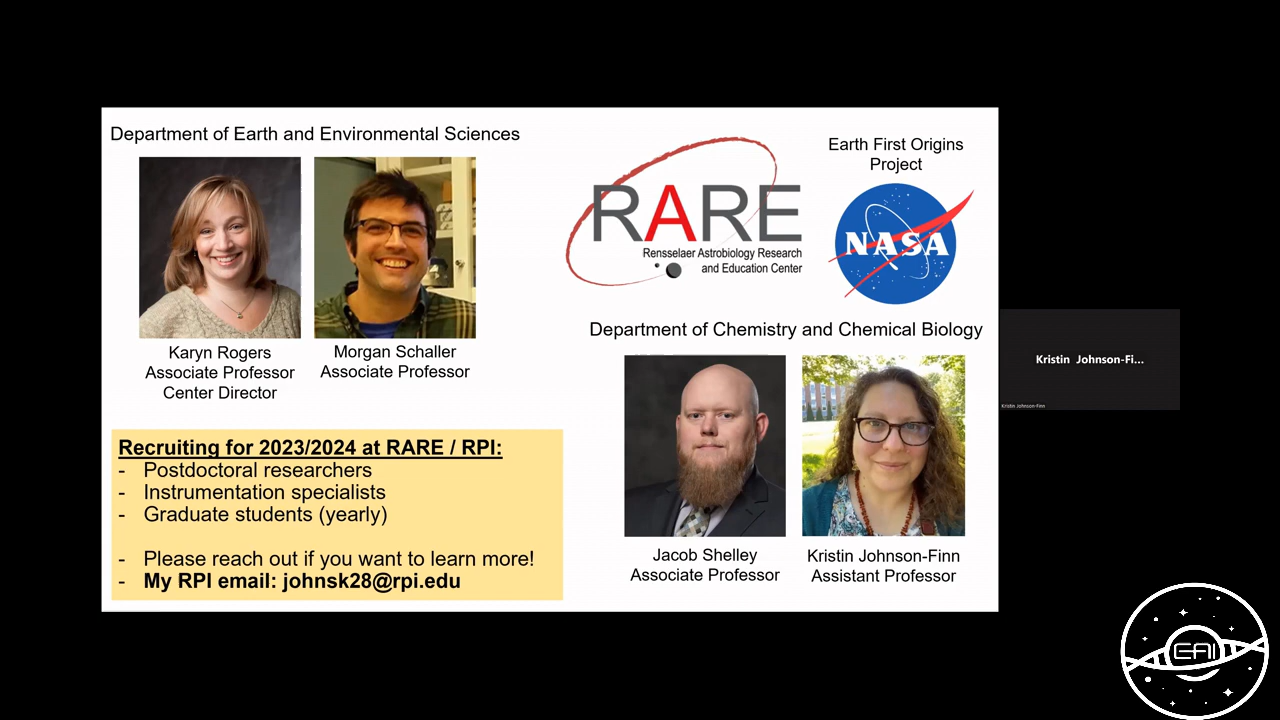 Department of Earth and Environmental Sciences
Karyn Rogers
Associate Professor
Center Director
Morgan Schaller
Associate Professor
Recruiting for 2023/2024 at RARE / RPI:
- Postdoctoral researchers
- Instrumentation specialists
- Graduate students (yearly)
- Please reach out if you want to learn more!
- My RPI email: johnsk28@rpi.edu
RARE
Rensselaer Astrobiology Research
and Education Center
Earth First Origins
Project
NASA
Department of Chemistry and Chemical Biology
Jacob Shelley
Associate Professor
Kristin Johnson-Finn
Assistant Professor
Kristin Johnson-Fi...
Kristin Johnson-Finn
EAI